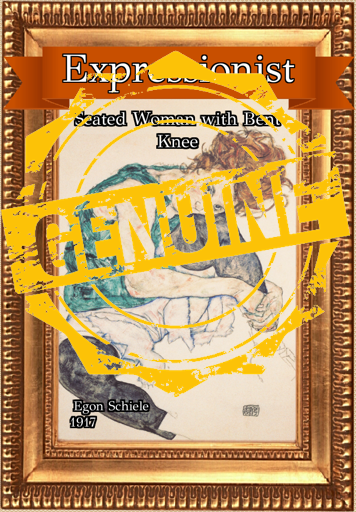 Expressionist
Seated Woman with Bent
Knee
GENUINE
Egon Schiele
1917